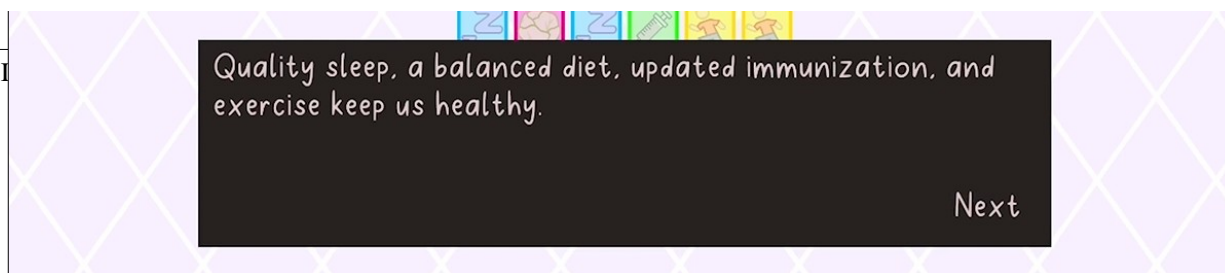 Quality sleep, a balanced diet, updated immunization, and
exercise keep us healthy.
Next